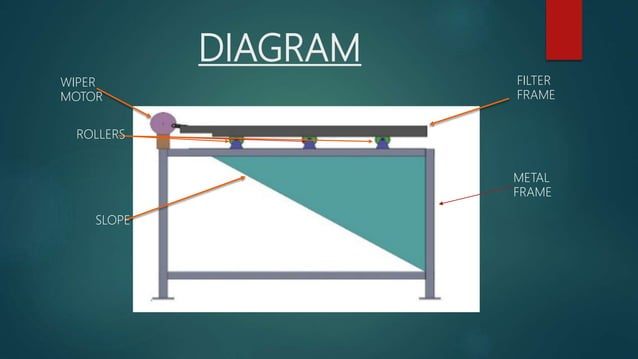 DIAGRAM
WIPER
MOTOR
FILTER
FRAME
ROLLERS
METAL
FRAME
SLOPE